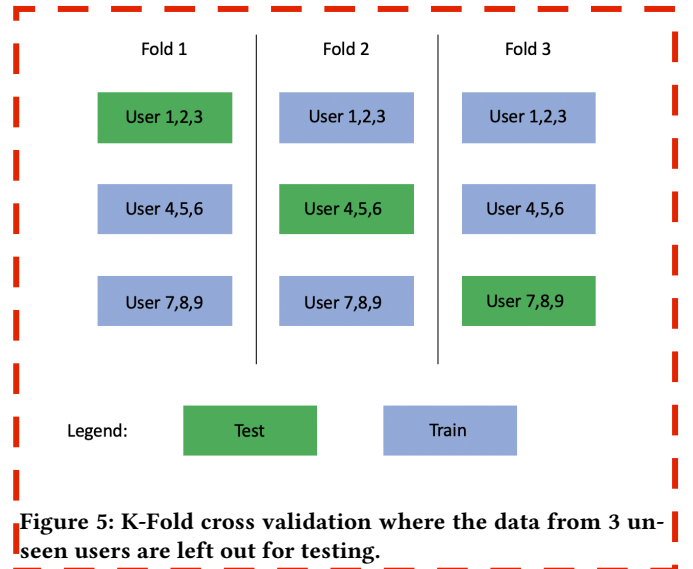 Fold 1 Fold 2 Fold 3
User 1,2,3 User 1,2,3 User 1,2,3
User 4,5,6 User 4,5,6 User 4,5,6
User 7,8,9 User 7,8,9 User 7,8,9
Legend: Test Train
Figure 5: K-Fold cross validation where the data from 3 un-
seen users are left out for testing.